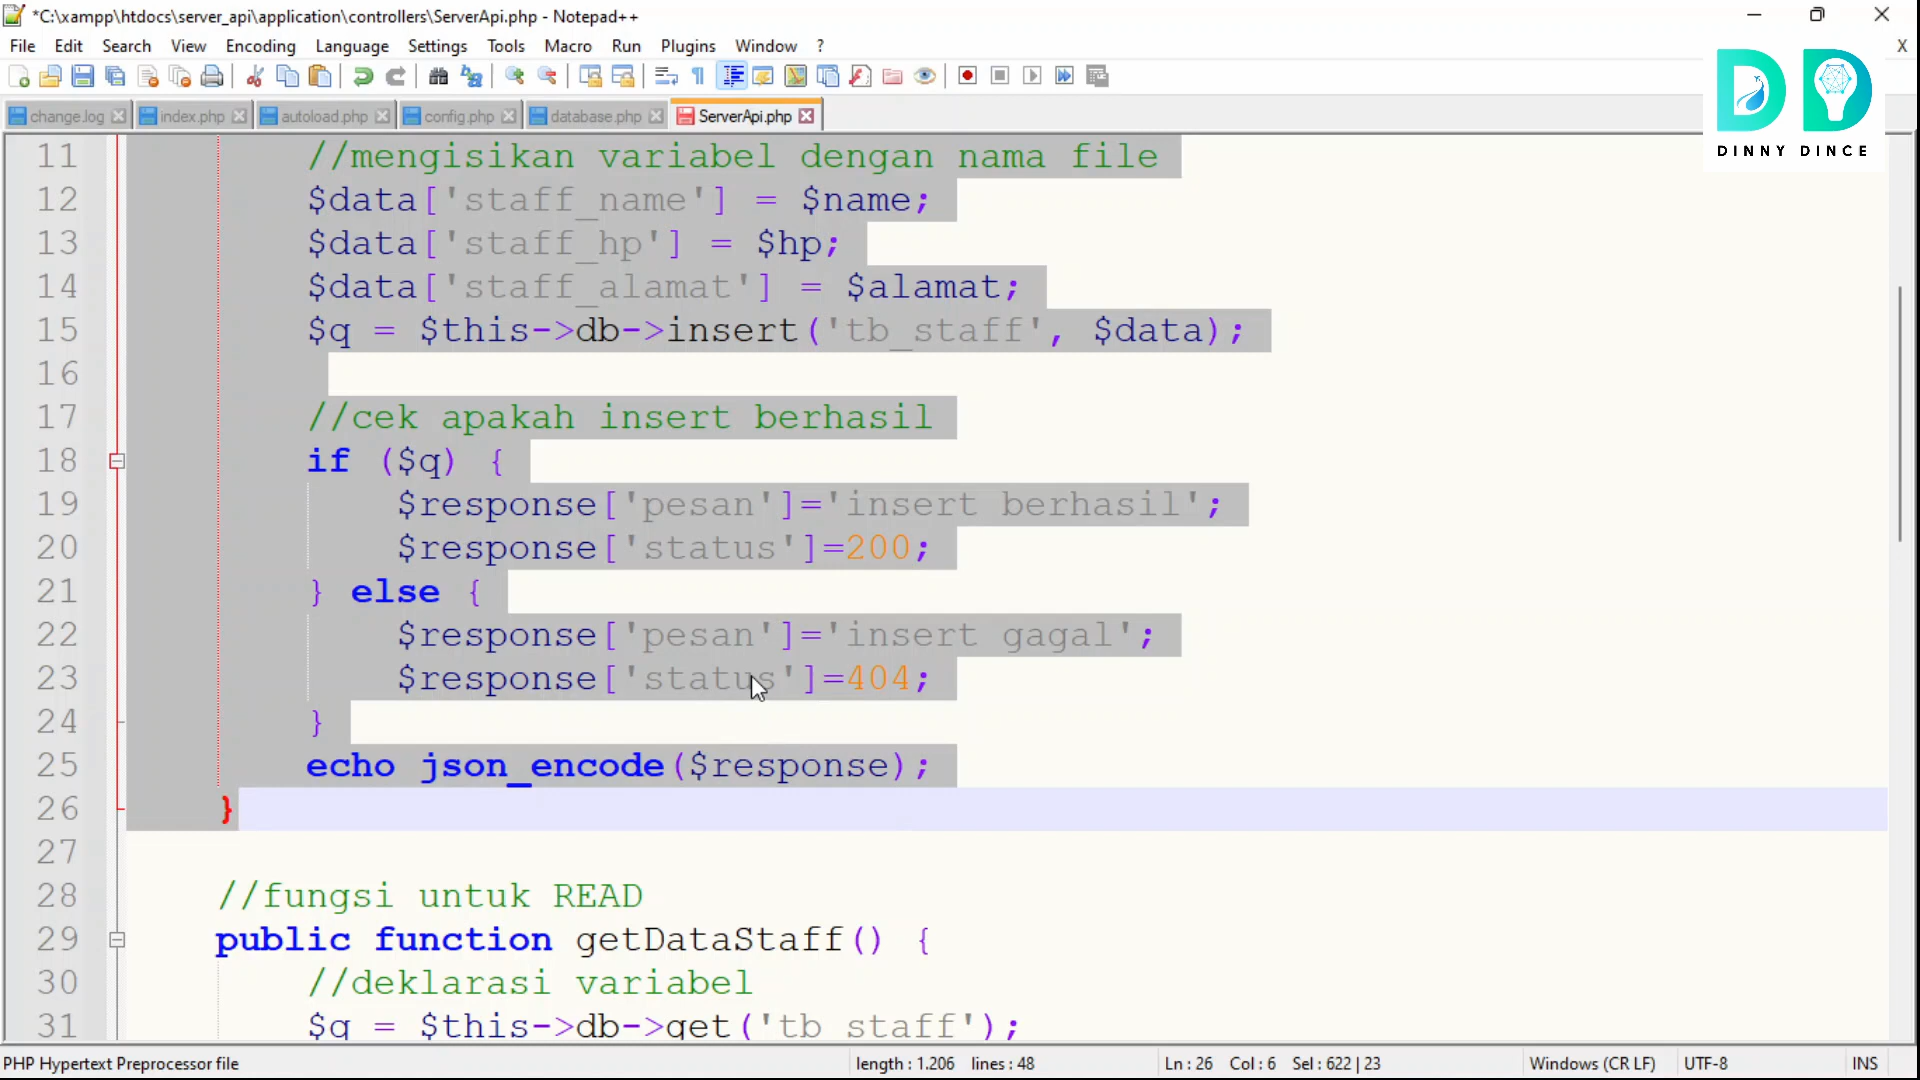 *C:\xampp\htdocs\server_api\application\controllers\ServerApi.php - Notepad++
File Edit Search View Encoding Language Settings Tools Macro Run Plugins Window ? X
change.log index.php autoload.php config.php database.php ServerApi.php
DINNY DINCE
11 //mengisikan variabel dengan nama file
12 $data['staff_name'] = $name;
13 $data['staff_hp'] = $hp;
14 $data['staff_alamat'] = $alamat;
15 $q = $this->db->insert('tb_staff', $data);
16
17 //cek apakah insert berhasil
18 if ($q) {
19 $response['pesan']='insert berhasil';
20 $response['status']=200;
21 } else {
22 $response['pesan']='insert gagal';
23 $response['status']=404;
24 }
25 echo json_encode($response);
26 }
27
28 //fungsi untuk READ
29 public function getDataStaff() {
30 //deklarasi variabel
31 $q = $this->db->get('tb_staff');
PHP Hypertext Preprocessor file length : 1.206 lines : 48 Ln : 26 Col : 6 Sel : 622 | 23 Windows (CR LF) UTF-8 INS